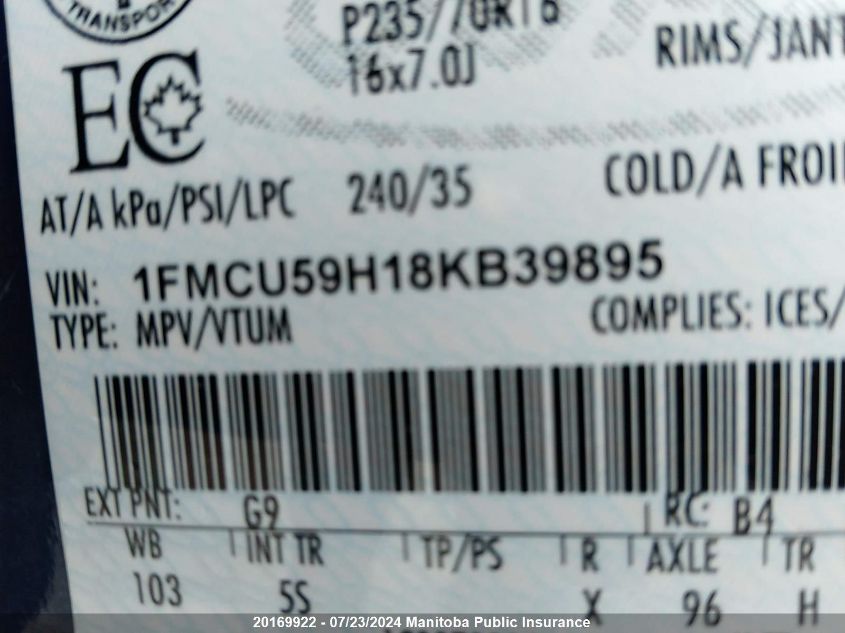 TRANSPORT
P235/70R16
16x7.0J
RIMS/JANT
EC
AT/A kPa/PSI/LPC 240/35 COLD/A FROI
VIN: 1FMCU59H18KB39895
TYPE: MPV/VTUM COMPLIES: ICES/
EXT PNT: G9 RC: B4
WB INT TR TP/PS R AXLE TR
103 5S X 96 H
20169922 - 07/23/2024 Manitoba Public Insurance